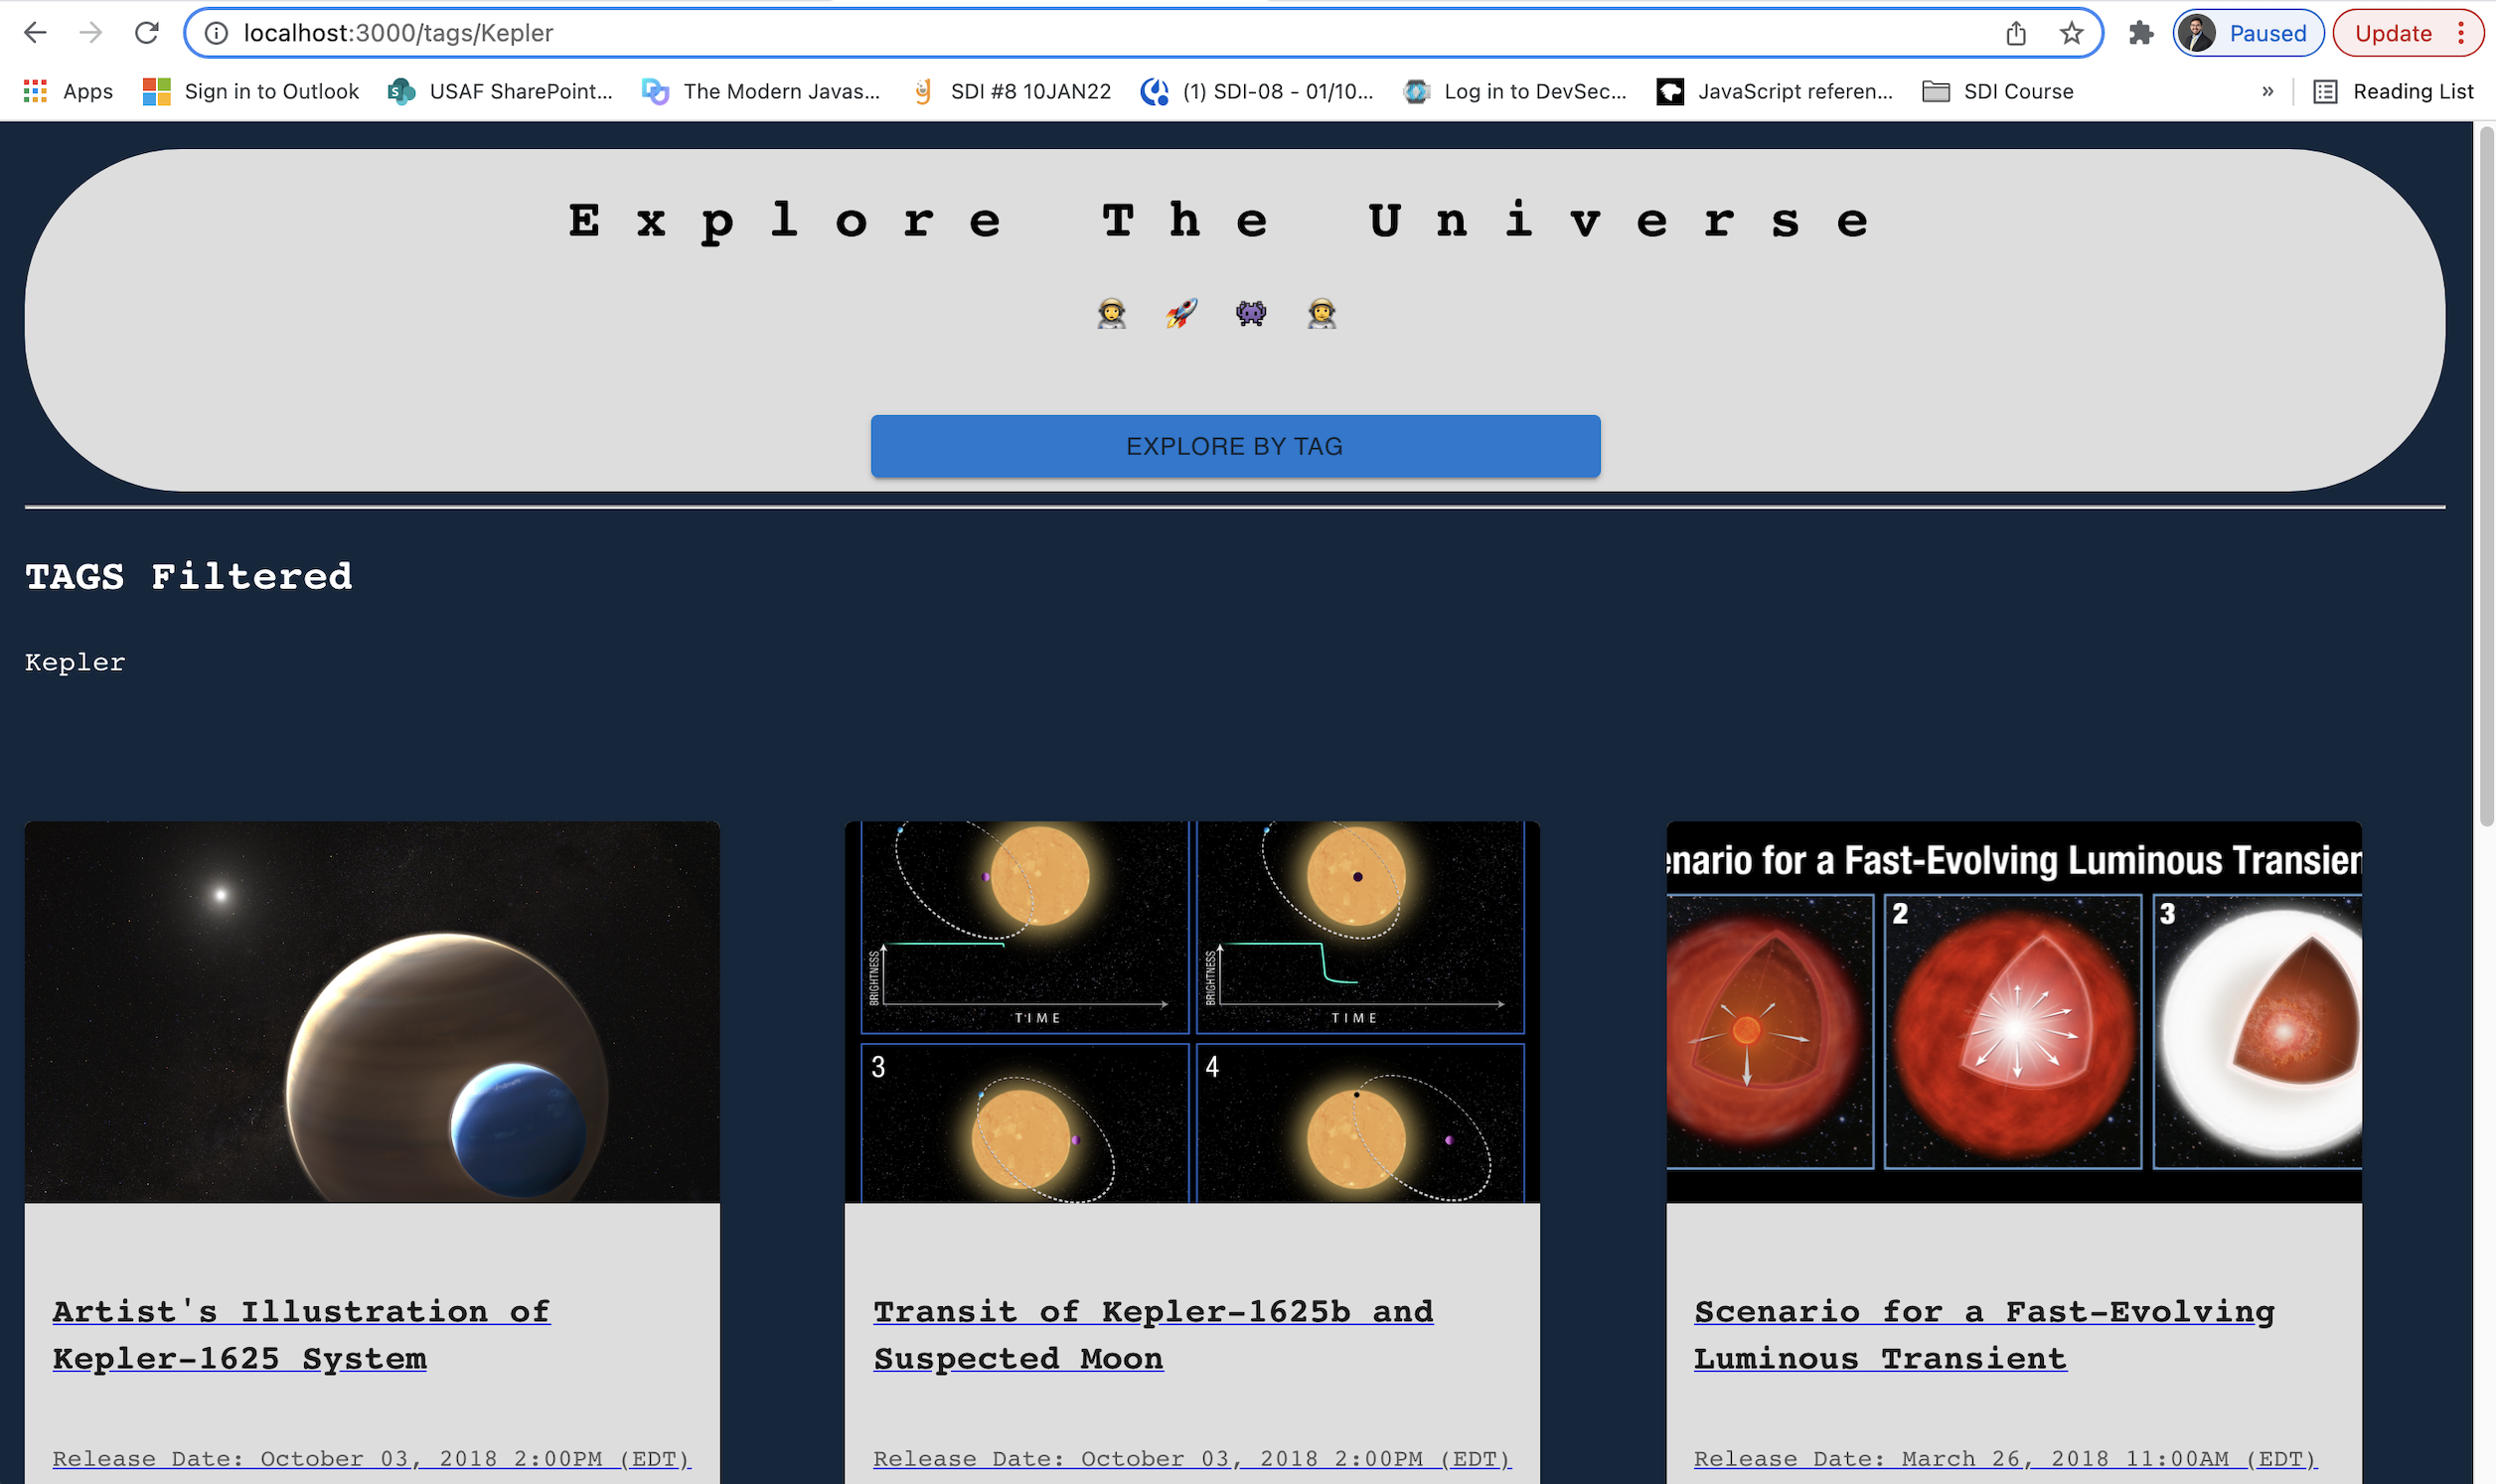 localhost:3000/tags/Kepler
Paused
Update
Apps
Sign in to Outlook
USAF SharePoint...
The Modern Javas...
SDI #8 10JAN22
(1) SDI-08 - 01/10...
Log in to DevSec...
JavaScript referen...
SDI Course
»
Reading List
Explore The Universe
EXPLORE BY TAG
TAGS Filtered
Kepler
BRIGHTNESS
TIME
BRIGHTNESS
TIME
3
4
enario for a Fast-Evolving Luminous Transien
2
3
Artist's Illustration of
Kepler-1625 System
Release Date: October 03, 2018 2:00PM (EDT)
Transit of Kepler-1625b and
Suspected Moon
Release Date: October 03, 2018 2:00PM (EDT)
Scenario for a Fast-Evolving
Luminous Transient
Release Date: March 26, 2018 11:00AM (EDT)